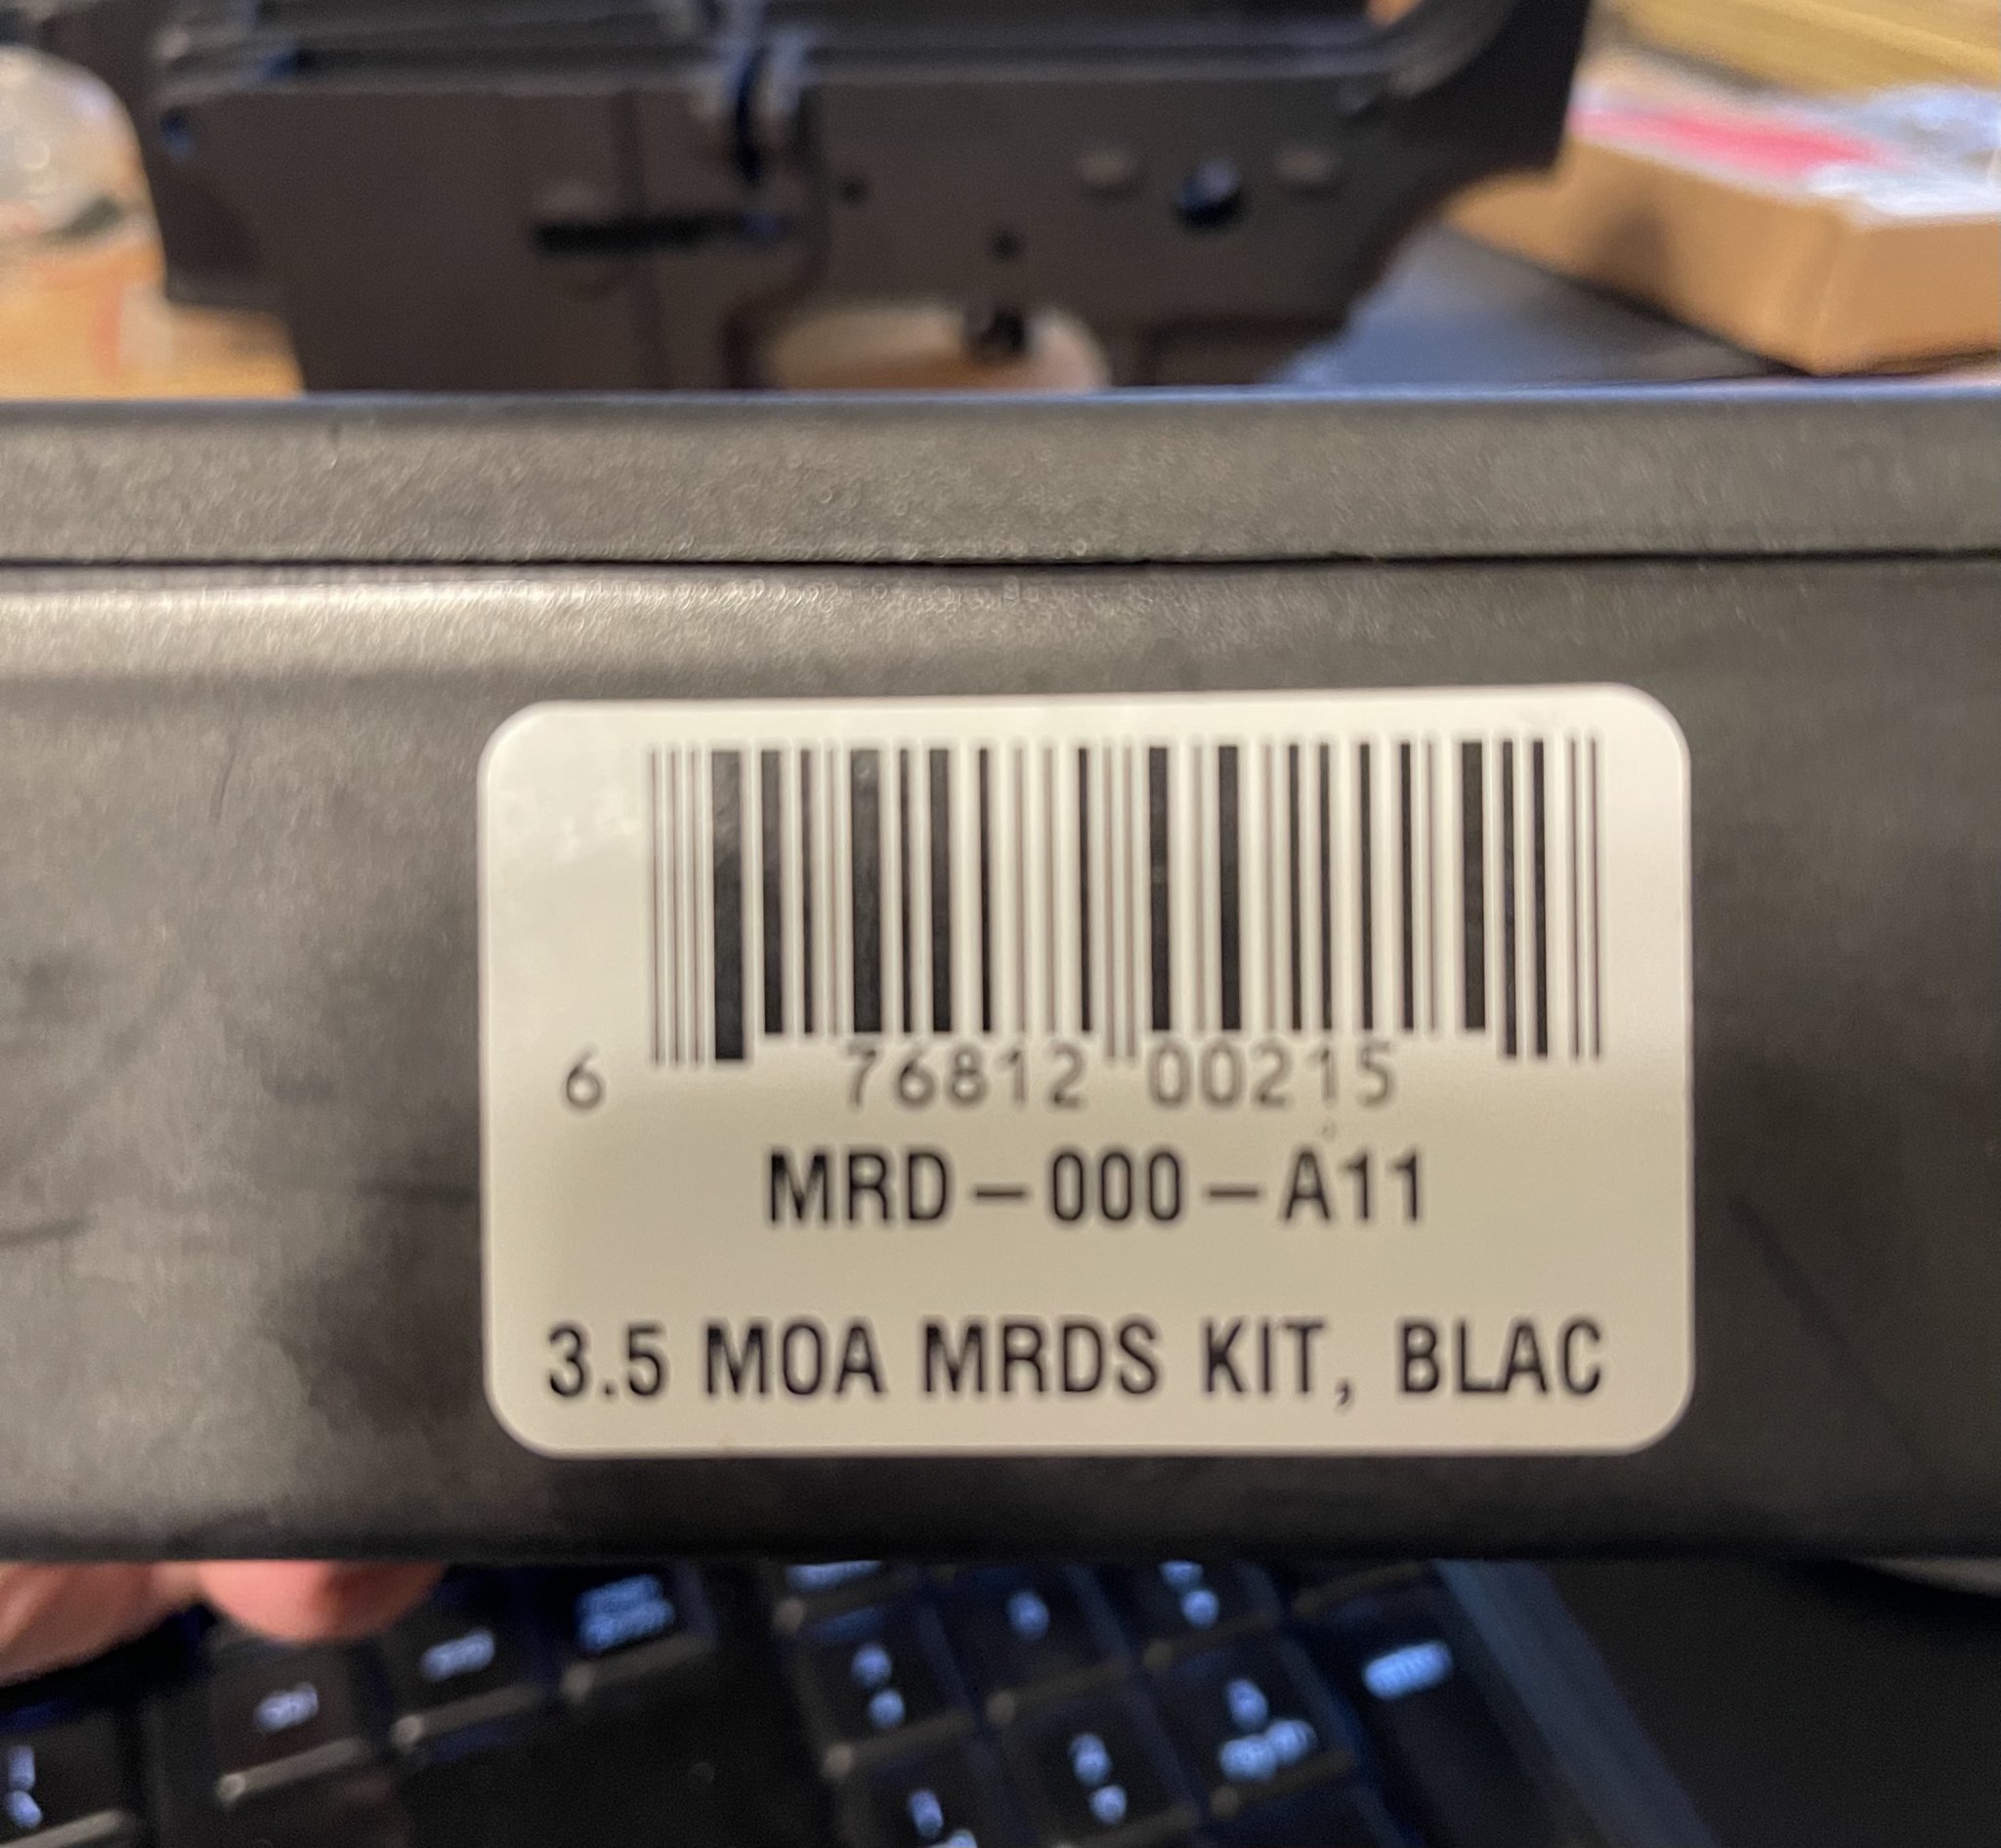 6 76812 00215
MRD-000-A11
3.5 MOA MRDS KIT, BLAC